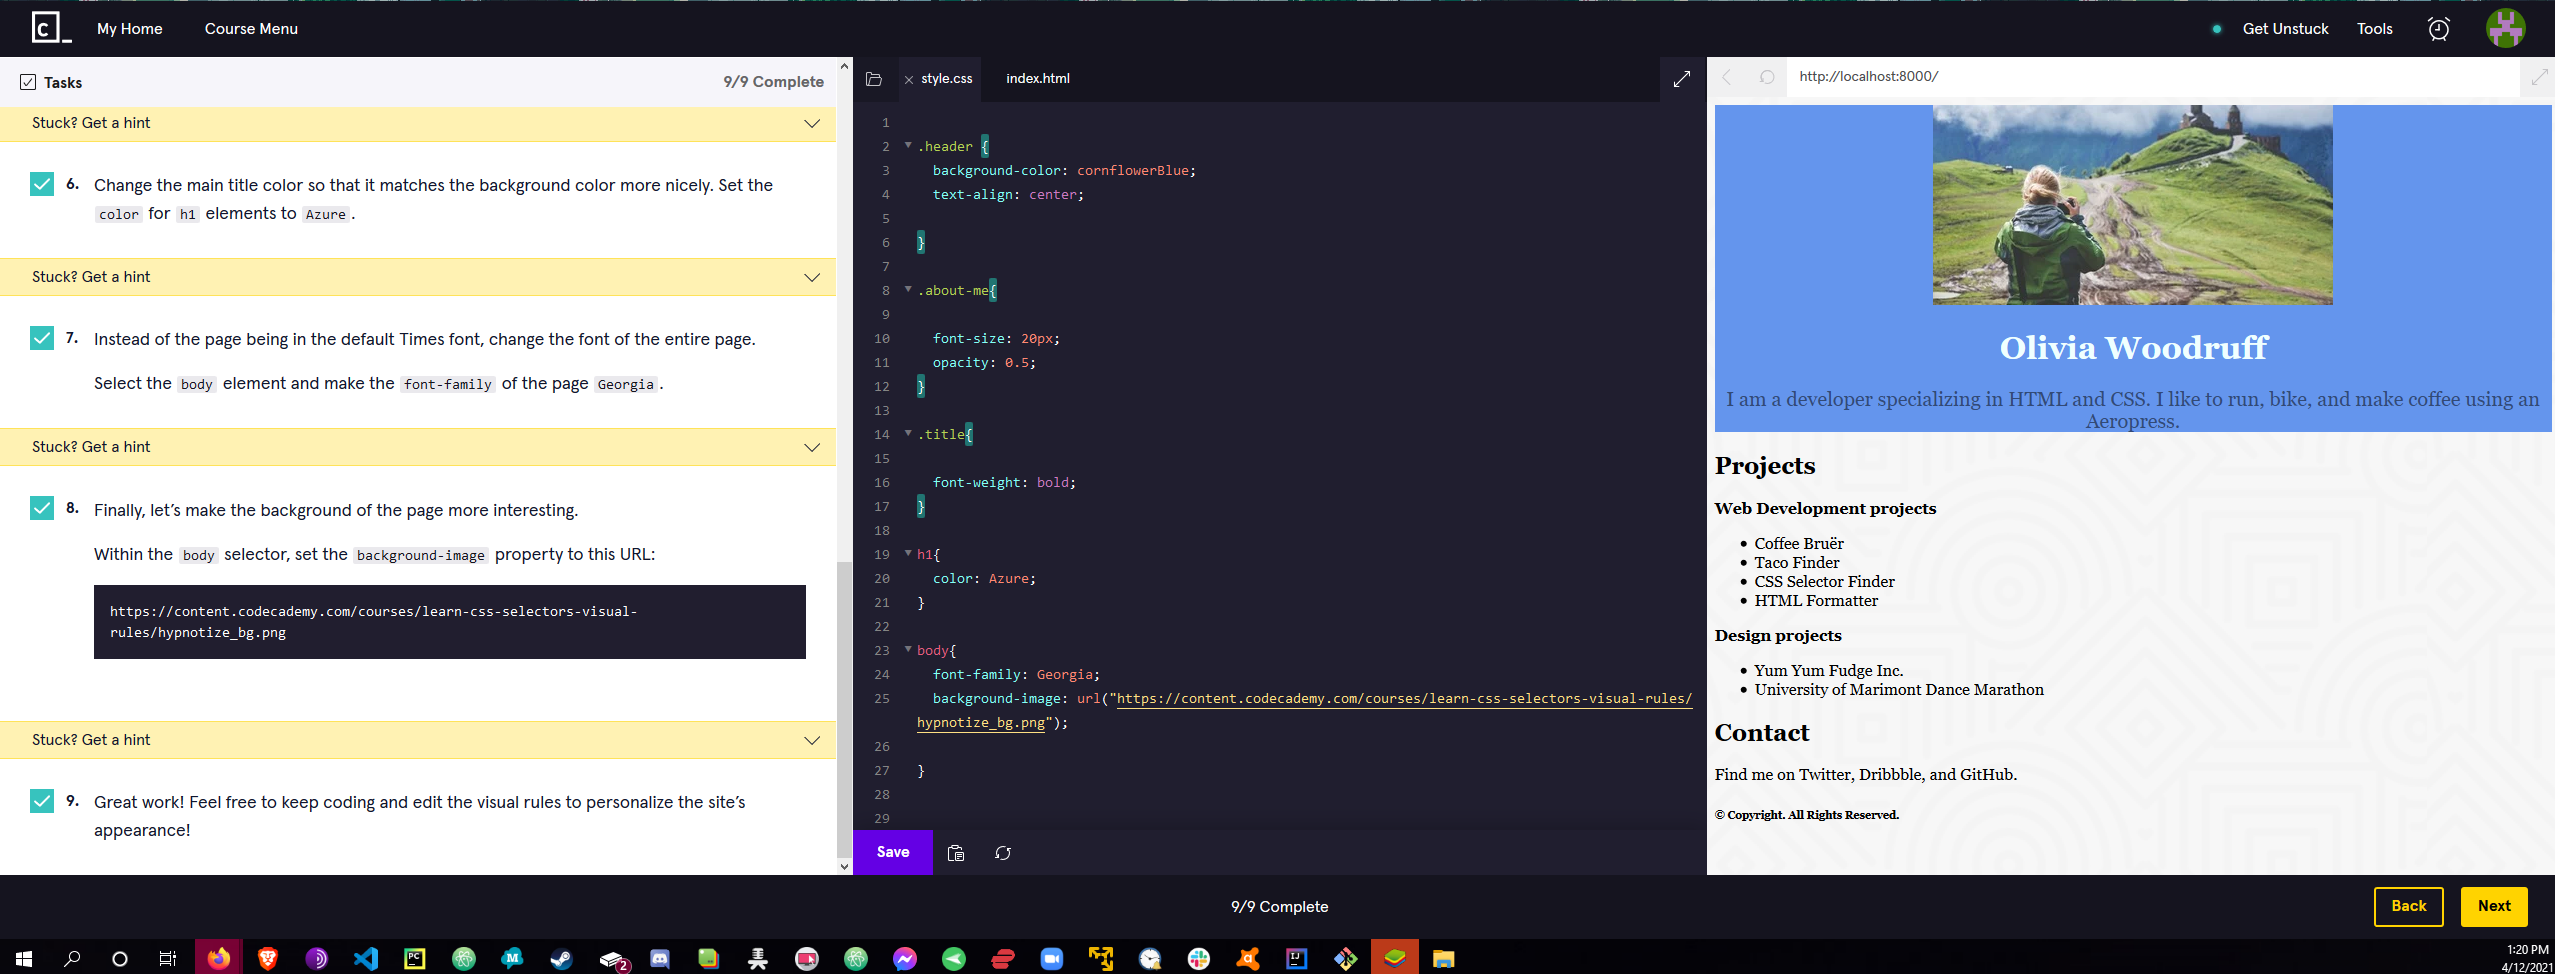 My Home
Course Menu
Get Unstuck
Tools
Tasks
9/9 Complete
Stuck? Get a hint
6. Change the main title color so that it matches the background color more nicely. Set the
color for h1 elements to Azure.
Stuck? Get a hint
7. Instead of the page being in the default Times font, change the font of the entire page.
Select the body element and make the font-family of the page Georgia.
Stuck? Get a hint
8. Finally, let's make the background of the page more interesting.
Within the body selector, set the background-image property to this URL:
https://content.codecademy.com/courses/learn-css-selectors-visual-
rules/hypnotize_bg.png
Stuck? Get a hint
9. Great work! Feel free to keep coding and edit the visual rules to personalize the site's
appearance!
style.css
index.html
1
2 .header {
3 background-color: cornflowerBlue;
4 text-align: center;
5
6 }
7
8 .about-me{
9
10 font-size: 20px;
11 opacity: 0.5;
12 }
13
14 .title{
15
16 font-weight: bold;
17 }
18
19 h1{
20 color: Azure;
21 }
22
23 body{
24 font-family: Georgia;
25 background-image: url("https://content.codecademy.com/courses/learn-css-selectors-visual-rules/
hypnotize_bg.png");
26
27 }
28
29
Save
http://localhost:8000/
Olivia Woodruff
I am a developer specializing in HTML and CSS. I like to run, bike, and make coffee using an
Aeropress.
Projects
Web Development projects
Coffee Bruër
Taco Finder
CSS Selector Finder
HTML Formatter
Design projects
Yum Yum Fudge Inc.
University of Marimont Dance Marathon
Contact
Find me on Twitter, Dribbble, and GitHub.
© Copyright. All Rights Reserved.
9/9 Complete
Back
Next
1:20 PM
4/12/2021